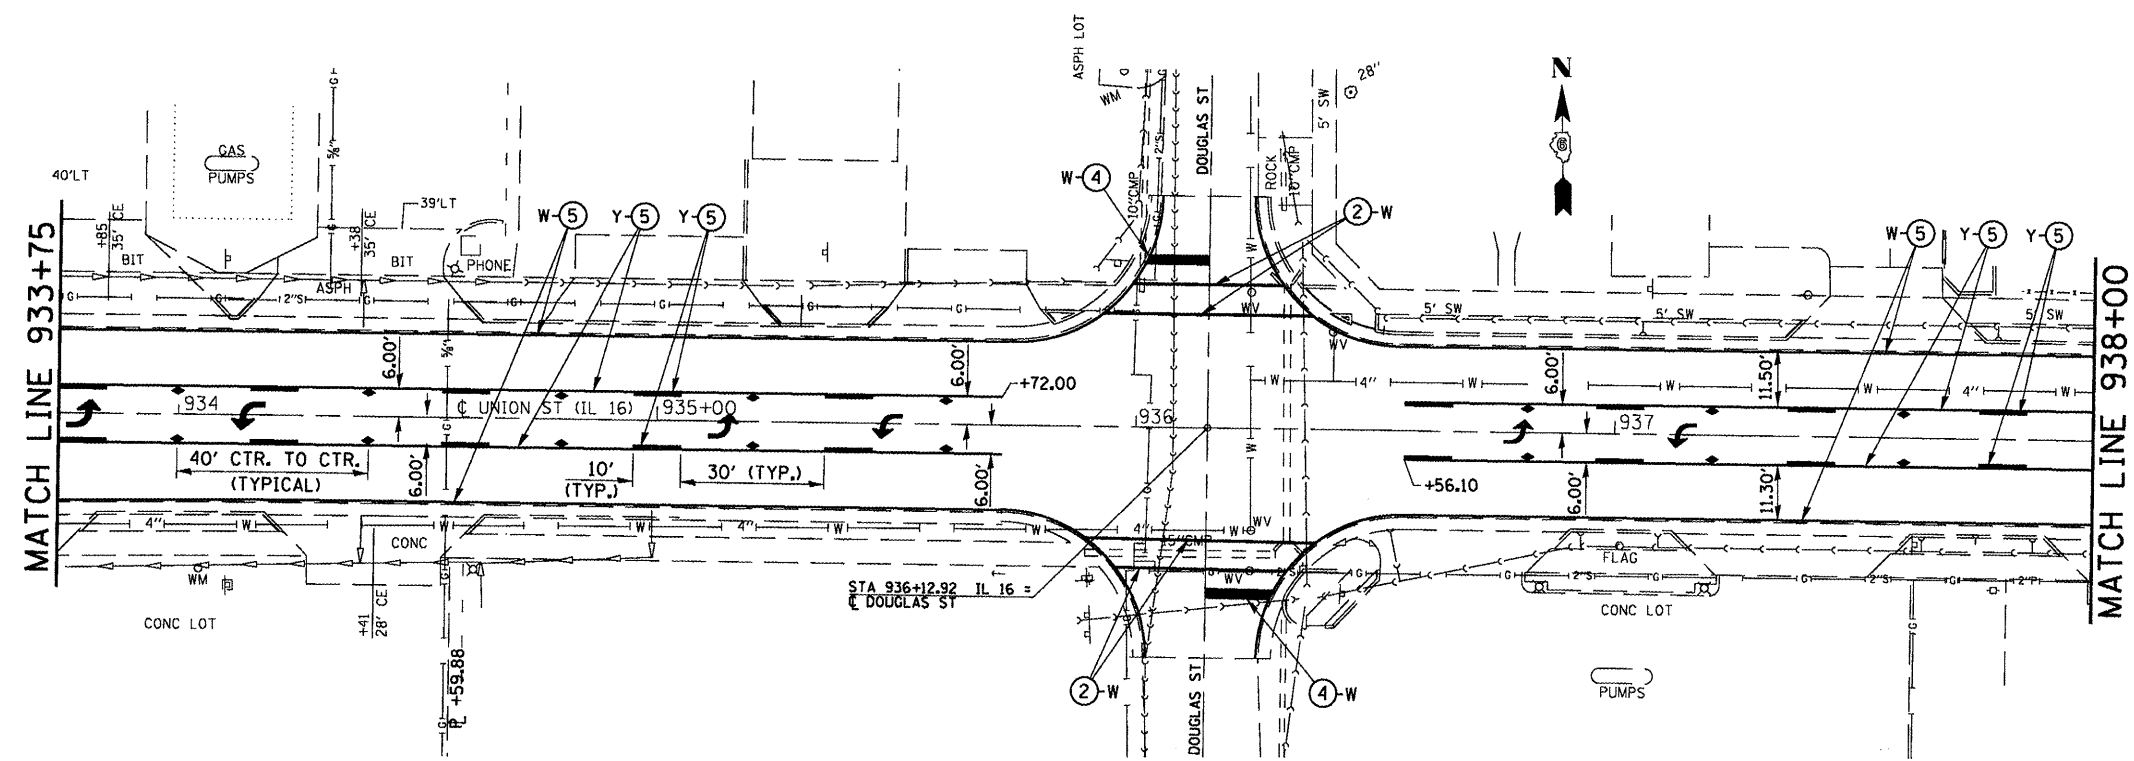 MATCH LINE 933+75
40'LT
+85
35' CE
BIT
GAS
PUMPS
G
5/8"
+38
35' CE
39'LT
BIT
PHONE
ASPH
G
G
2"S
G
G
G
G
G
W-5
Y-5
Y-5
ASPH LOT
WM
G
2"S
10"CMP
G
W-4
DOUGLAS ST
W
ROCK
10"CMP
5' SW
28"
2-W
N
6
WV
WV
W-5
Y-5
Y-5
5' SW
5' SW
5' SW
MATCH LINE 938+00
6.00'
5/8"
6.00'
+72.00
W
4"
W
6.00'
W
W
11.50'
W
4"
W
934
℄ UNION ST (IL 16)
935+00
936
937
G
W
W
40' CTR. TO CTR.
(TYPICAL)
6.00'
10'
(TYP.)
30' (TYP.)
6.00'
+56.10
6.00'
11.30'
4"
W
W
W
4"
W
W
4"
W
WV
CONC
WM
+41
28' CE
CONC LOT
G
℄ +59.88
G
STA 936+12.92 IL 16 =
℄ DOUGLAS ST
WV
2"S
G
G
2"S
G
FLAG
G
G
2"S
G
2"P
CONC LOT
G
PUMPS
2-W
DOUGLAS ST
4-W